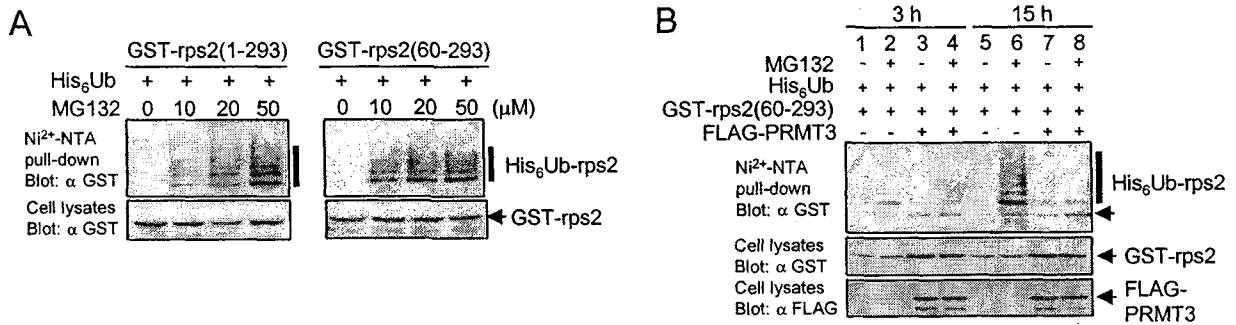 A
GST-rps2(1-293) GST-rps2(60-293)
His₆Ub + + + + + + + +
MG132 0 10 20 50 0 10 20 50 (μM)
Ni²⁺-NTA
pull-down
Blot: α GST
His₆Ub-rps2
Cell lysates
Blot: α GST
GST-rps2
B
3 h 15 h
1 2 3 4 5 6 7 8
MG132 - + - + - + - +
His₆Ub + + + + + + + +
GST-rps2(60-293) + + + + + + + +
FLAG-PRMT3 - - + + - - + +
Ni²⁺-NTA
pull-down
Blot: α GST
His₆Ub-rps2
Cell lysates
Blot: α GST
GST-rps2
Cell lysates
Blot: α FLAG
FLAG-
PRMT3